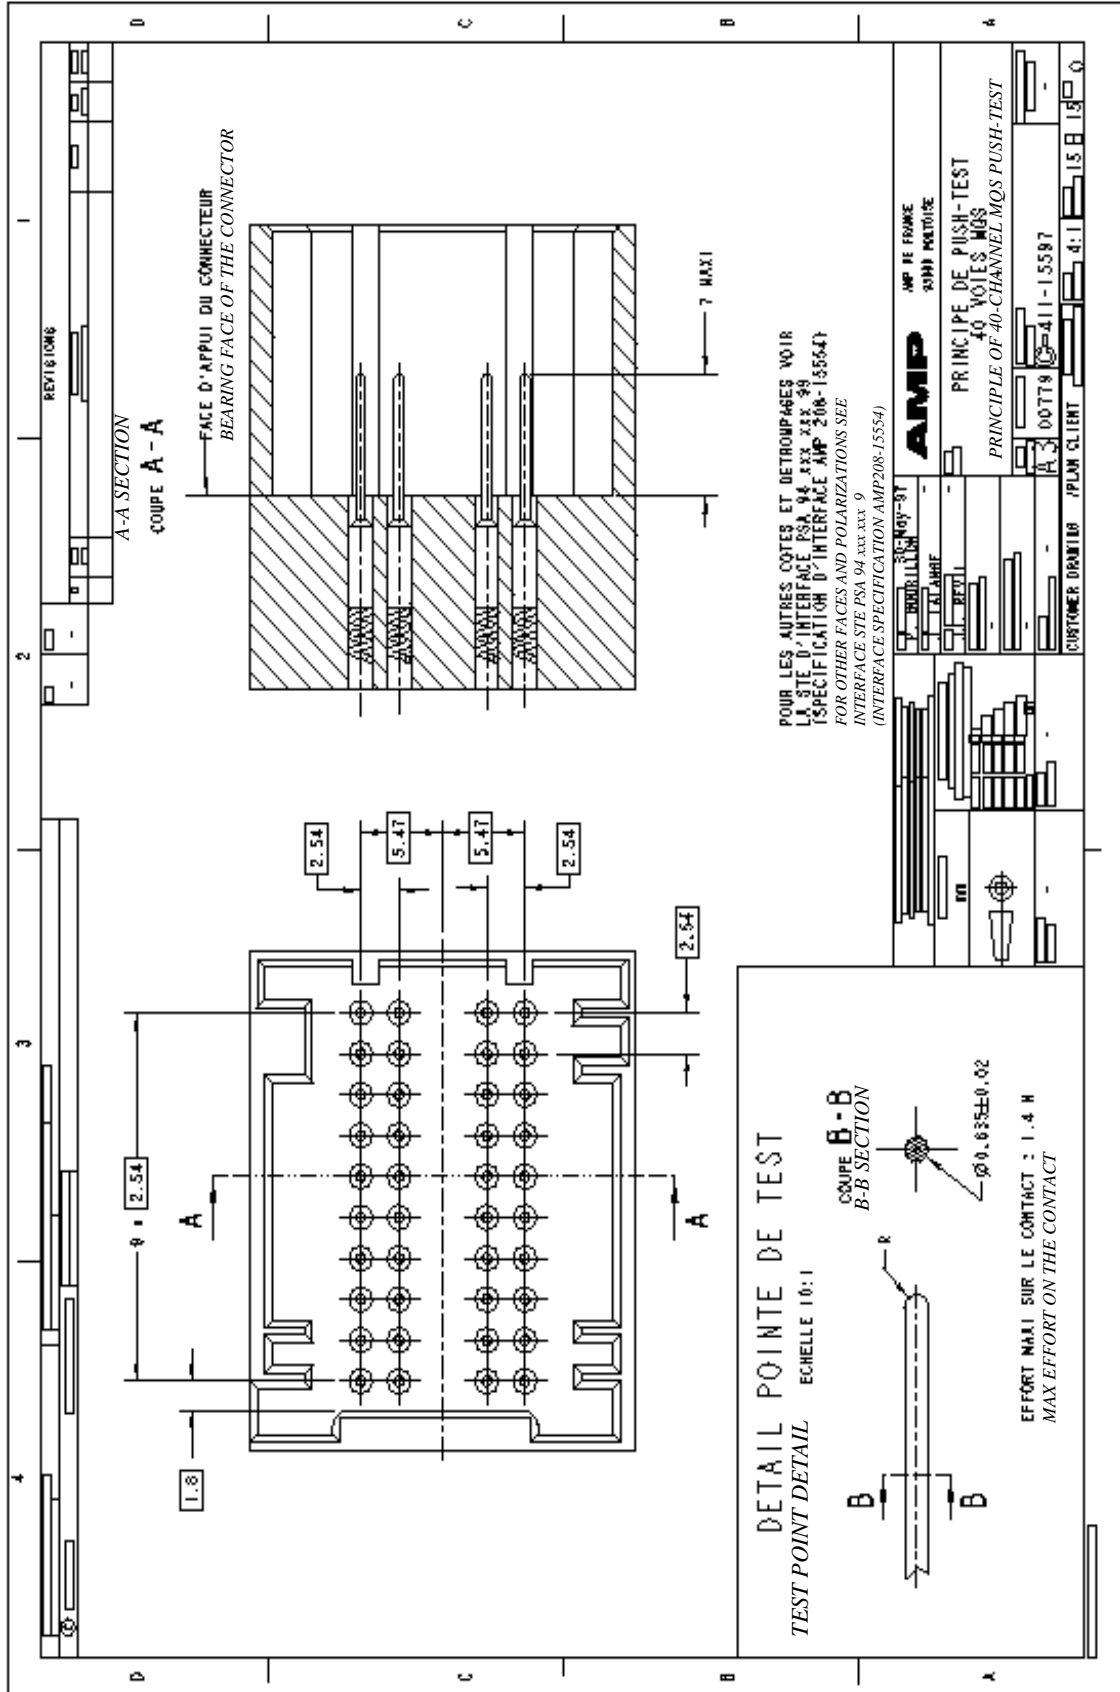 REVISIONS
A-A SECTION
COUPE A-A
FACE D'APPUI DU CONNECTEUR
BEARING FACE OF THE CONNECTOR
7 MAXI
2.54
5.47
5.47
2.54
2.54
2.54
1.8
A
A
POUR LES AUTRES COTES ET DETROMPAGES VOIR
LA STE D'INTERFACE PSA 94 xxx xxx 99
(SPECIFICATION D'INTERFACE AMP 208-15554)
FOR OTHER FACES AND POLARIZATIONS SEE
INTERFACE STE PSA 94 xxx xxx 9
(INTERFACE SPECIFICATION AMP208-15554)
DETAIL POINTE DE TEST
TEST POINT DETAIL
ECHELLE 10:1
COUPE B-B
B-B SECTION
R
B
B
Ø0.635±0.02
EFFORT MAXI SUR LE CONTACT : 1.4 N
MAX EFFORT ON THE CONTACT
30-May-97
AMP
AMP DE FRANCE
PRINCIPE DE PUSH-TEST
40 VOIES MQS
PRINCIPLE OF 40-CHANNEL MQS PUSH-TEST
A3
00779
C-411-15597
CUSTOMER DRAWING /PLAN CLIENT
4:1
D
C
B
A
1
2
3
4
D
C
B
A